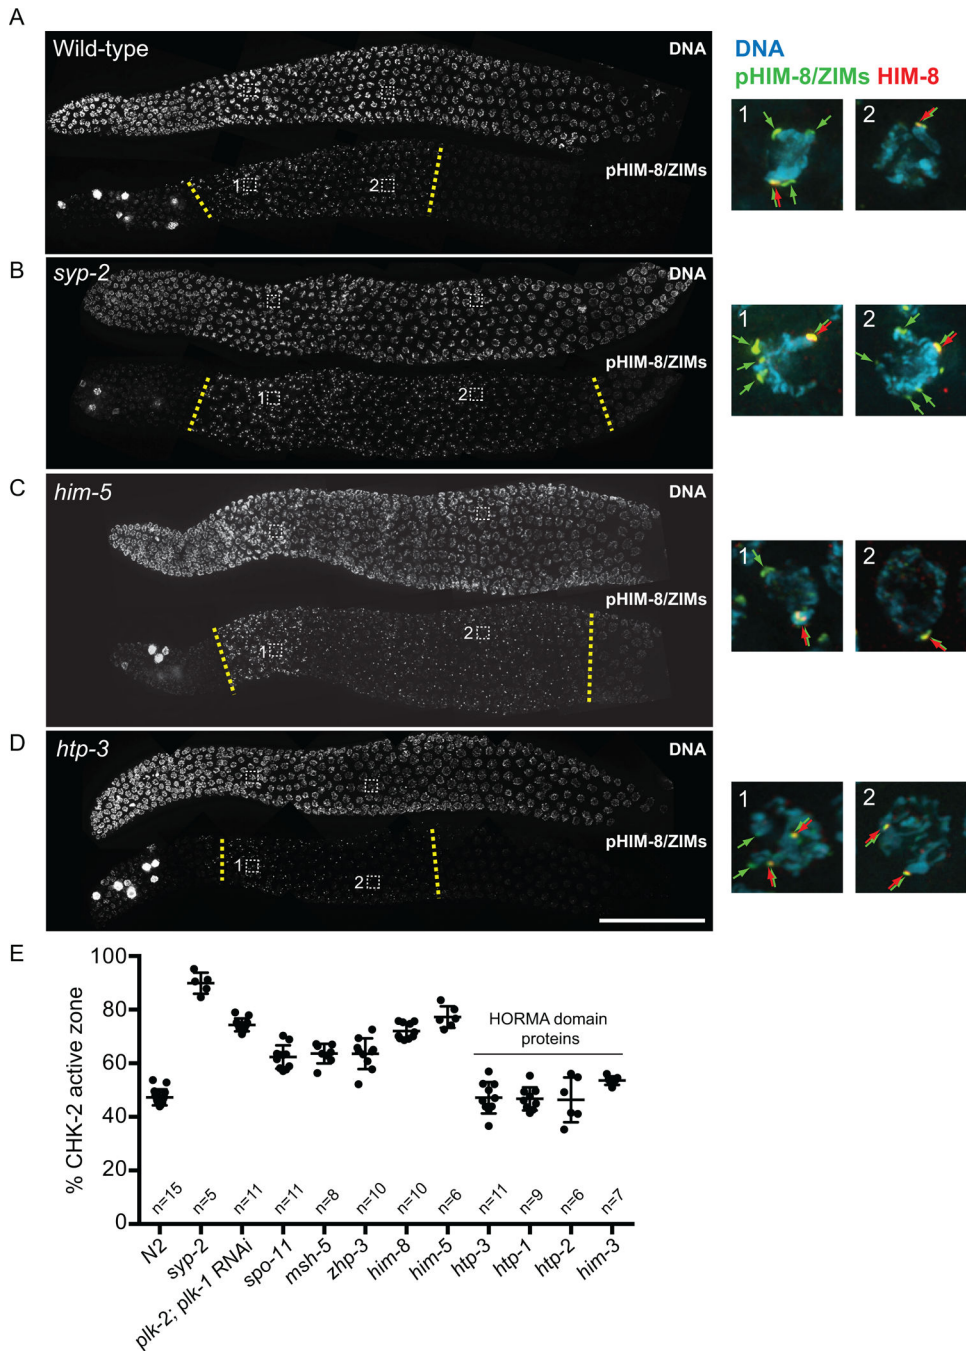 A
Wild-type
DNA
pHIM-8/ZIMs
1
2
DNA
pHIM-8/ZIMs HIM-8
1
2
B
syp-2
DNA
pHIM-8/ZIMs
1
2
1
2
C
him-5
DNA
pHIM-8/ZIMs
1
2
1
2
D
htp-3
DNA
pHIM-8/ZIMs
1
2
1
2
E
% CHK-2 active zone
100
80
60
40
20
0
HORMA domain
proteins
n=15
n=5
n=11
n=11
n=8
n=10
n=10
n=6
n=11
n=9
n=6
n=7
N2
syp-2
plk-2; plk-1 RNAi
spo-11
msh-5
zhp-3
him-8
him-5
htp-3
htp-1
htp-2
him-3